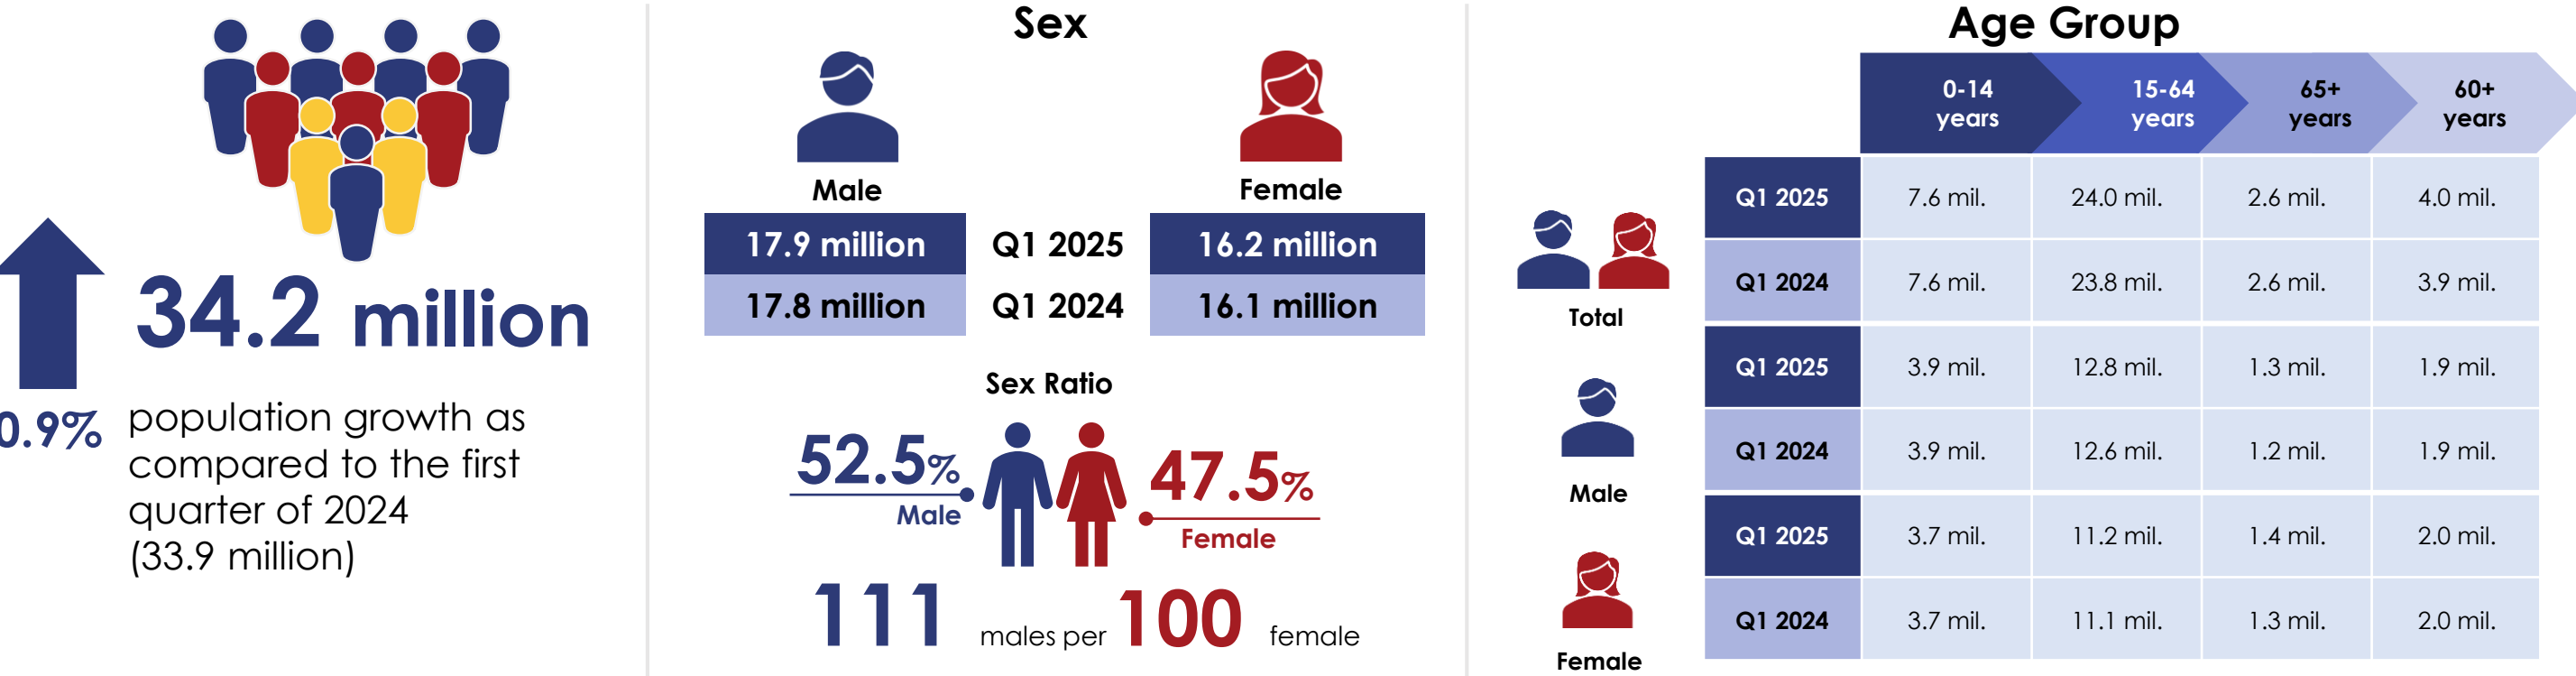 34.2 million
0.9%
population growth as
compared to the first
quarter of 2024
(33.9 million)
Sex
Male
Female
17.9 million Q1 2025 16.2 million
17.8 million Q1 2024 16.1 million
Sex Ratio
52.5%
Male
47.5%
Female
111 males per 100 female
Age Group
0-14
years
15-64
years
65+
years
60+
years
Total
Q1 2025 7.6 mil. 24.0 mil. 2.6 mil. 4.0 mil.
Q1 2024 7.6 mil. 23.8 mil. 2.6 mil. 3.9 mil.
Male
Q1 2025 3.9 mil. 12.8 mil. 1.3 mil. 1.9 mil.
Q1 2024 3.9 mil. 12.6 mil. 1.2 mil. 1.9 mil.
Female
Q1 2025 3.7 mil. 11.2 mil. 1.4 mil. 2.0 mil.
Q1 2024 3.7 mil. 11.1 mil. 1.3 mil. 2.0 mil.